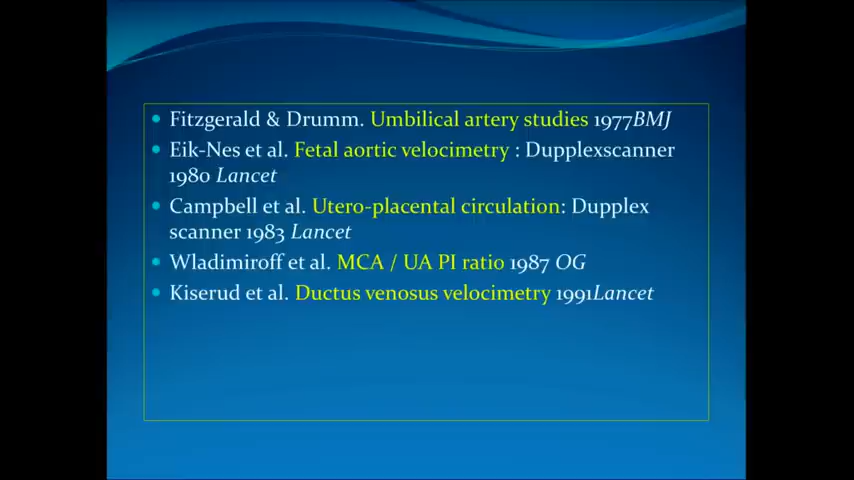 Fitzgerald & Drumm. Umbilical artery studies 1977BMJ
Eik-Nes et al. Fetal aortic velocimetry : Dupplexscanner
1980 Lancet
Campbell et al. Utero-placental circulation: Dupplex
scanner 1983 Lancet
Wladimiroff et al. MCA / UA PI ratio 1987 OG
Kiserud et al. Ductus venosus velocimetry 1991Lancet